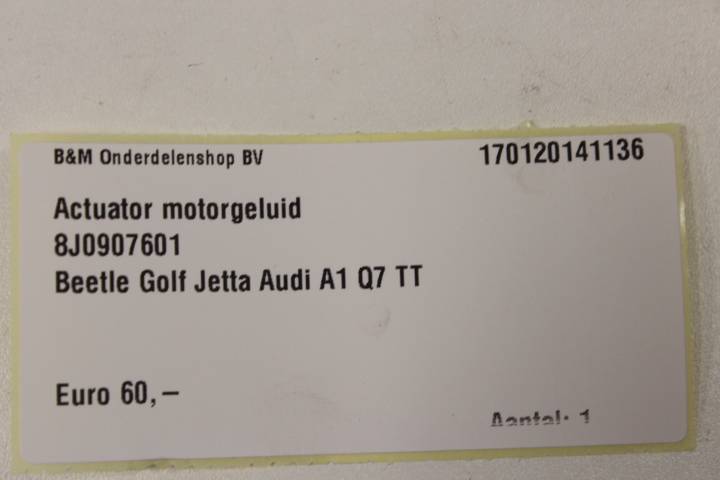 B&M Onderdelenshop BV 170120141136
Actuator motorgeluid
8J0907601
Beetle Golf Jetta Audi A1 Q7 TT
Euro 60,–
Aantal: 1